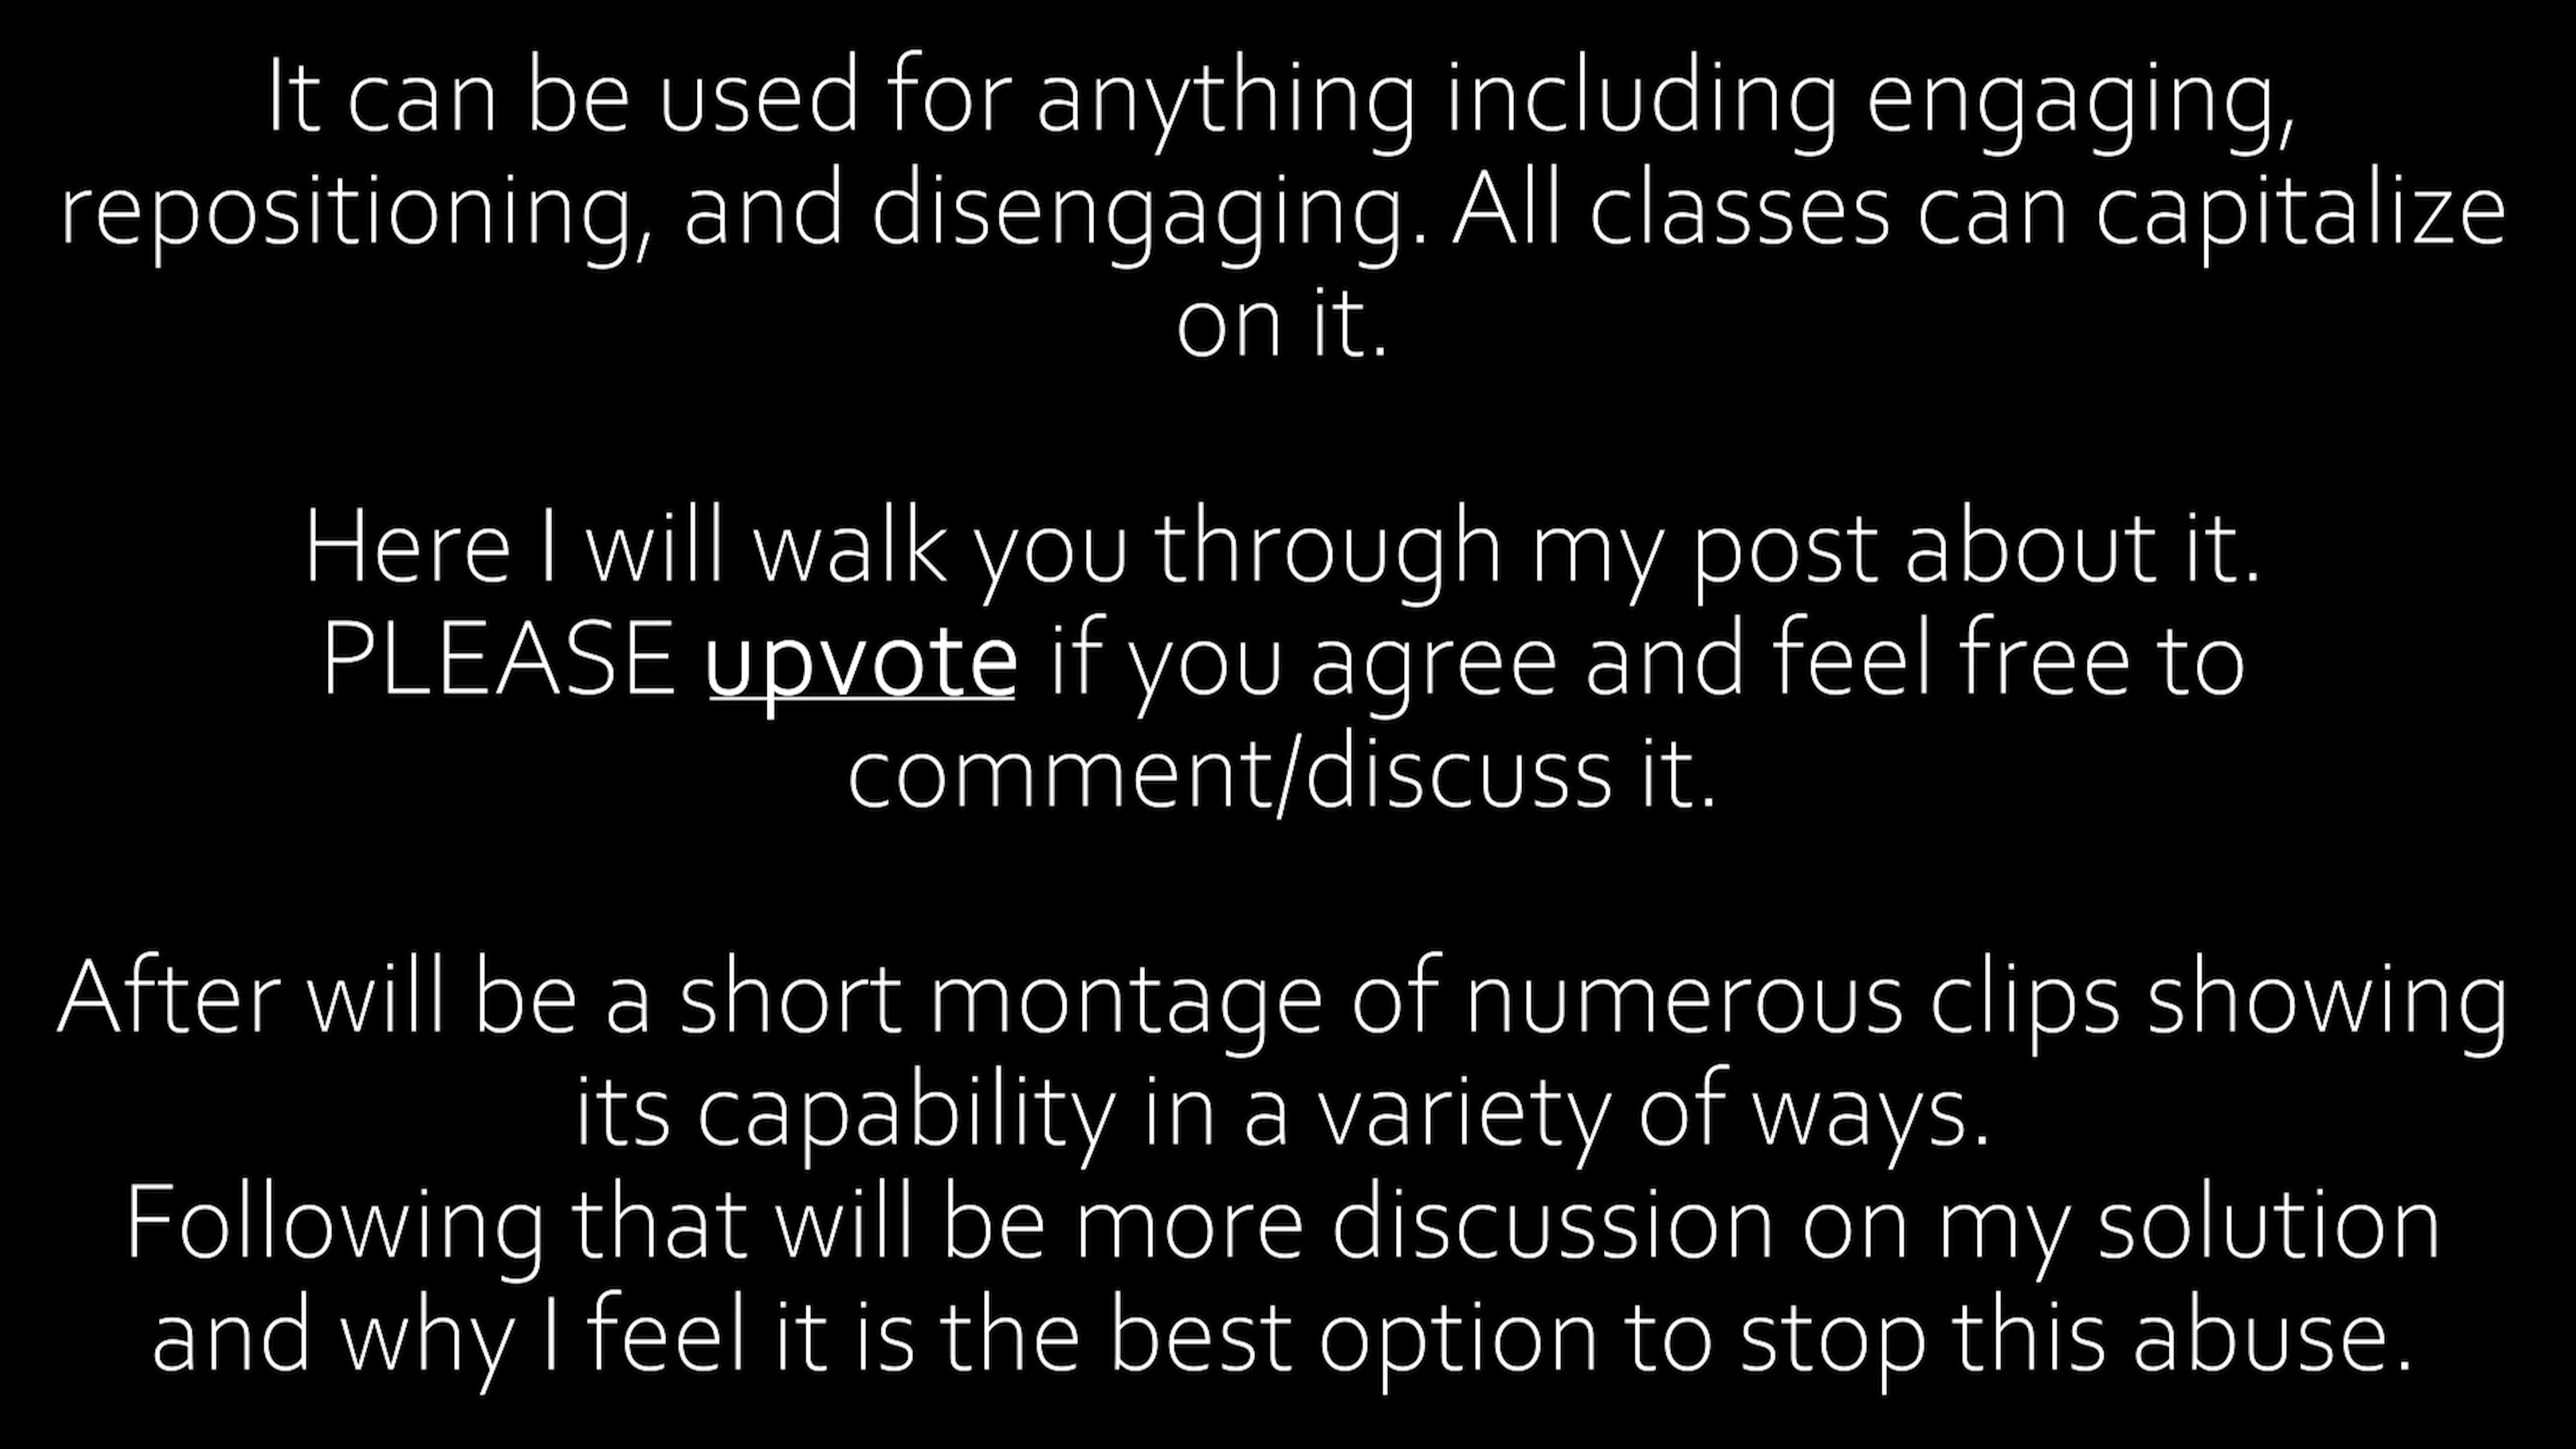 It can be used for anything including engaging,
repositioning, and disengaging. All classes can capitalize
on it.
Here I will walk you through my post about it.
PLEASE upvote if you agree and feel free to
comment/discuss it.
After will be a short montage of numerous clips showing
its capability in a variety of ways.
Following that will be more discussion on my solution
and why I feel it is the best option to stop this abuse.